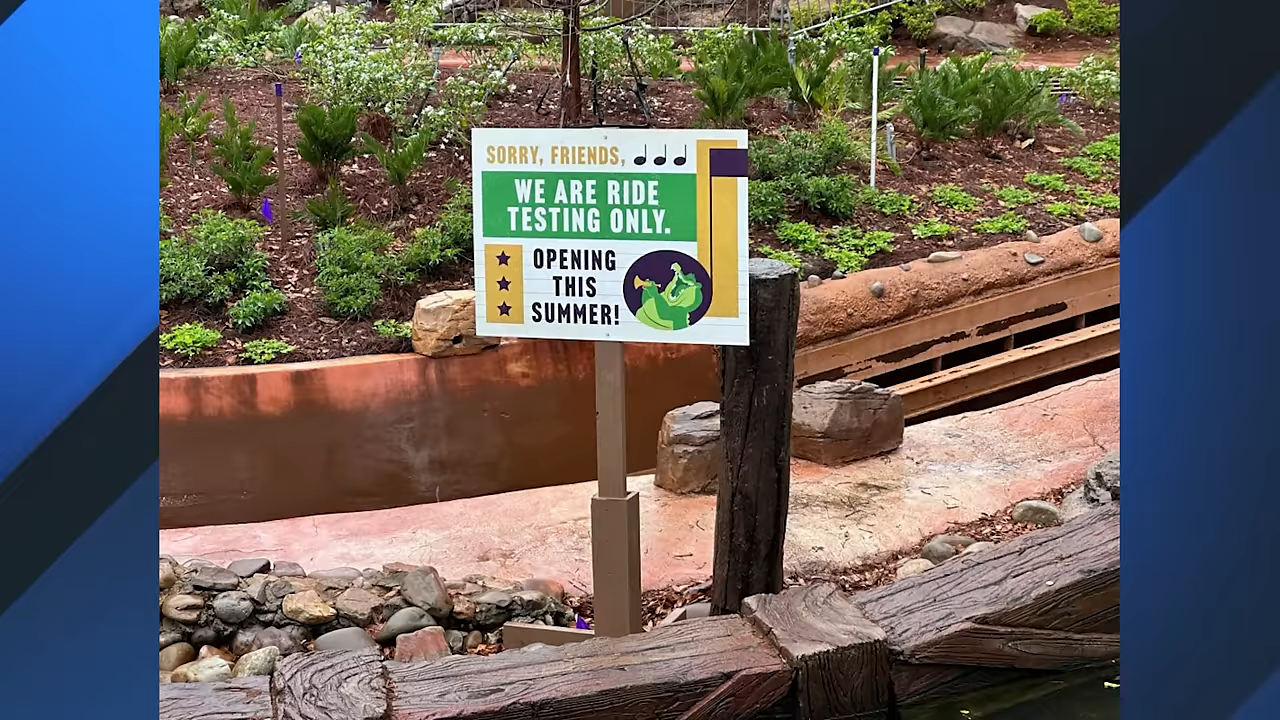 SORRY, FRIENDS,
WE ARE RIDE
TESTING ONLY.
OPENING
THIS
SUMMER!